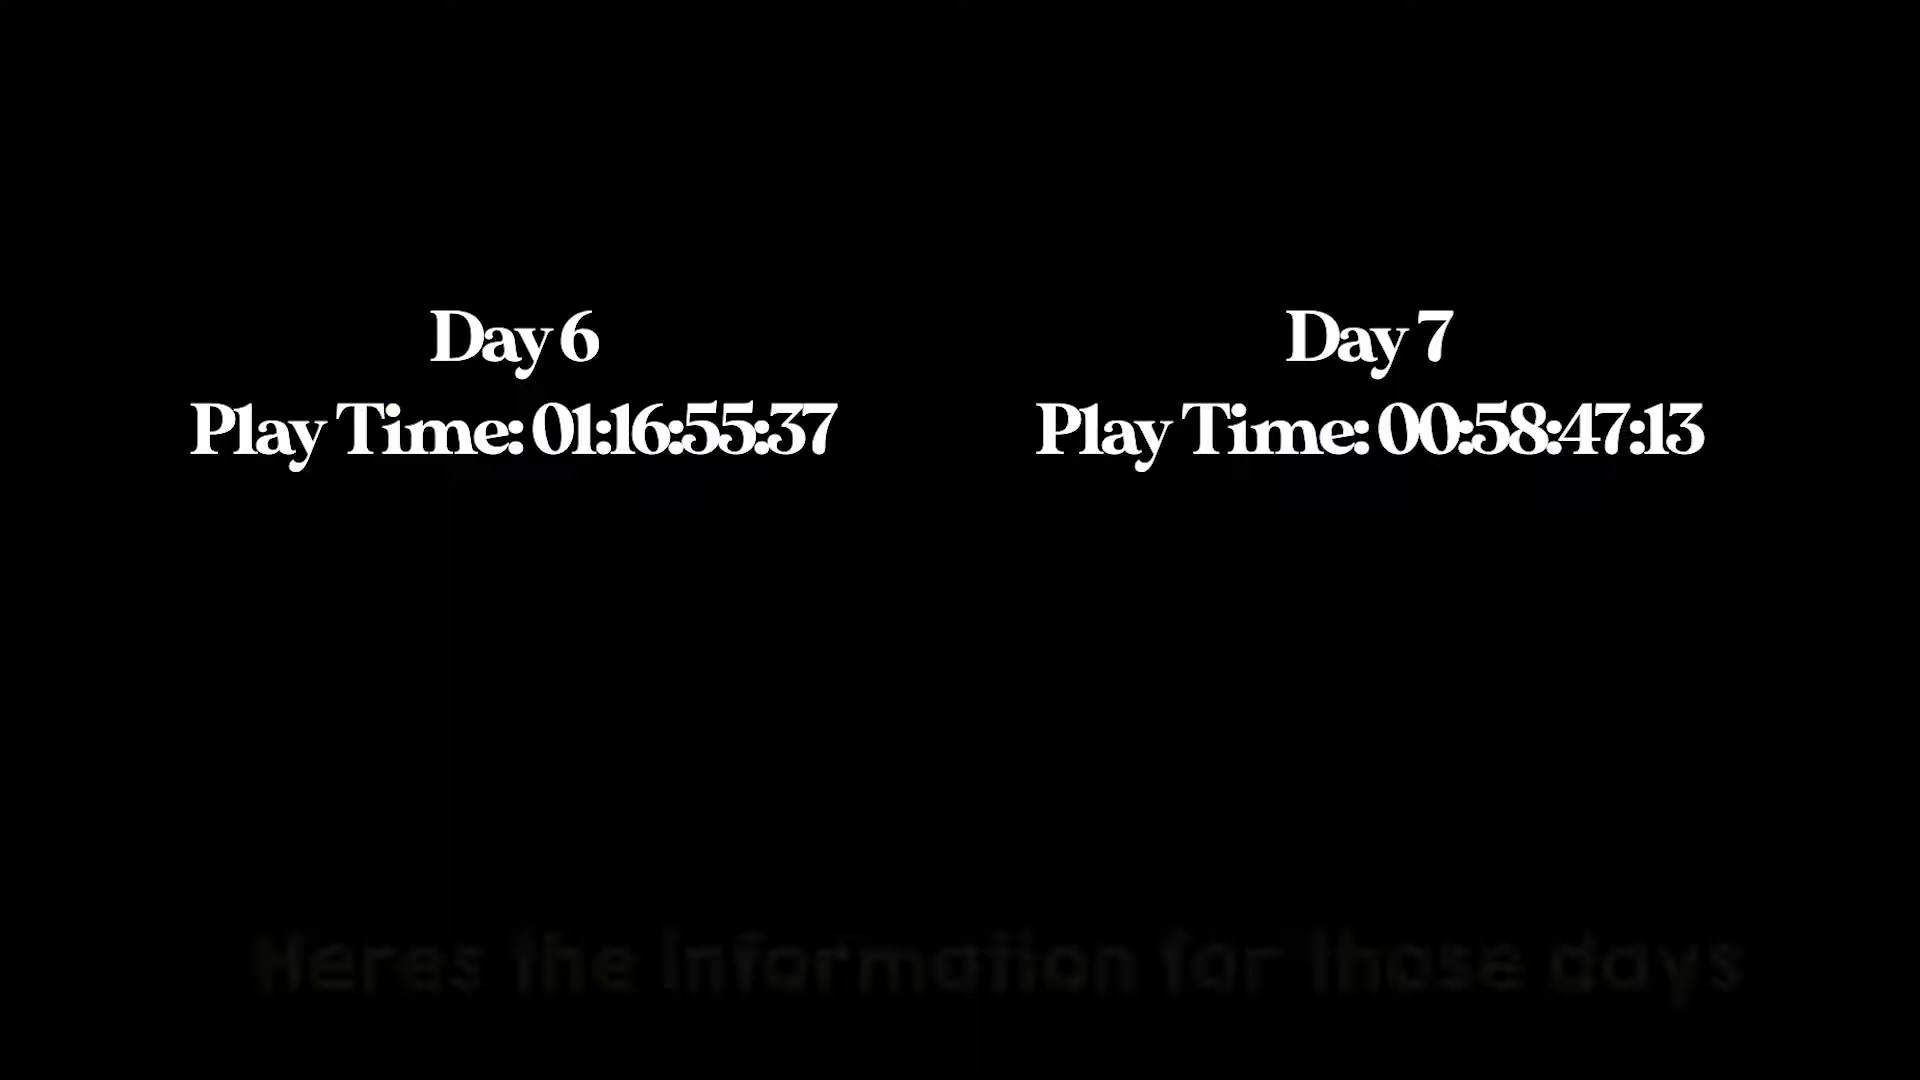 Day 6
Play Time: 01:16:55:37
Day 7
Play Time: 00:58:47:13
Heres the information for those days